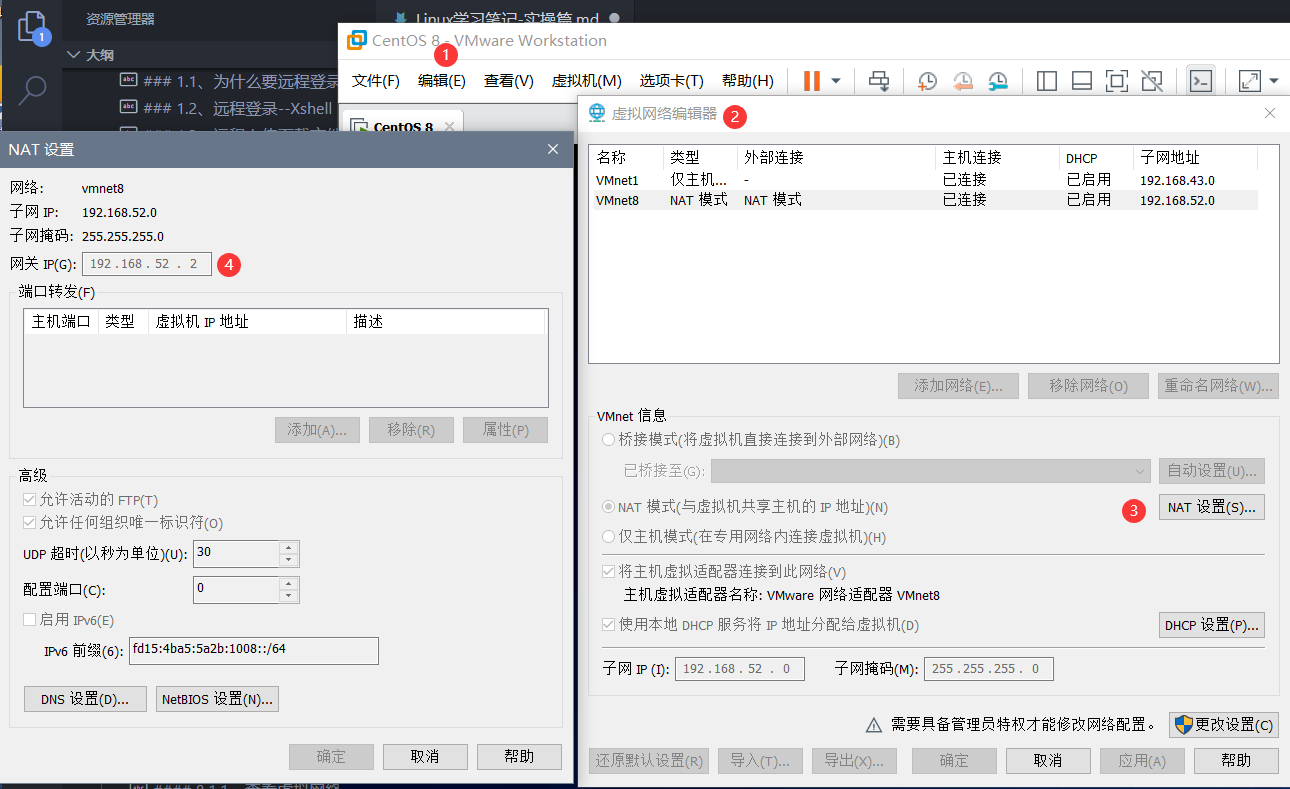 资源管理器
Linux学习笔记-实操篇.md
1
大纲
### 1.1、为什么要远程登录
### 1.2、远程登录--Xshell
CentOS 8 - VMware Workstation
1
文件(F) 编辑(E) 查看(V) 虚拟机(M) 选项卡(T) 帮助(H)
CentOS 8
虚拟网络编辑器 2
名称 类型 外部连接 主机连接 DHCP 子网地址
VMnet1 仅主机... - 已连接 已启用 192.168.43.0
VMnet8 NAT 模式 NAT 模式 已连接 已启用 192.168.52.0
添加网络(E)... 移除网络(O) 重命名网络(W)...
VMnet 信息
桥接模式(将虚拟机直接连接到外部网络)(B)
已桥接至(G): 自动设置(U)...
NAT 模式(与虚拟机共享主机的 IP 地址)(N) 3 NAT 设置(S)...
仅主机模式(在专用网络内连接虚拟机)(H)
将主机虚拟适配器连接到此网络(V)
主机虚拟适配器名称: VMware 网络适配器 VMnet8
使用本地 DHCP 服务将 IP 地址分配给虚拟机(D) DHCP 设置(P)...
子网 IP (I): 192 . 168 . 52 . 0 子网掩码(M): 255 . 255 . 255 . 0
需要具备管理员特权才能修改网络配置。 更改设置(C)
还原默认设置(R) 导入(T)... 导出(X)... 确定 取消 应用(A) 帮助
NAT 设置
网络: vmnet8
子网 IP: 192.168.52.0
子网掩码: 255.255.255.0
网关 IP(G): 192 . 168 . 52 . 2 4
端口转发(F)
主机端口 类型 虚拟机 IP 地址 描述
添加(A)... 移除(R) 属性(P)
高级
允许活动的 FTP(T)
允许任何组织唯一标识符(O)
UDP 超时(以秒为单位)(U): 30
配置端口(C): 0
启用 IPv6(E)
IPv6 前缀(6): fd15:4ba5:5a2b:1008::/64
DNS 设置(D)... NetBIOS 设置(N)...
确定 取消 帮助